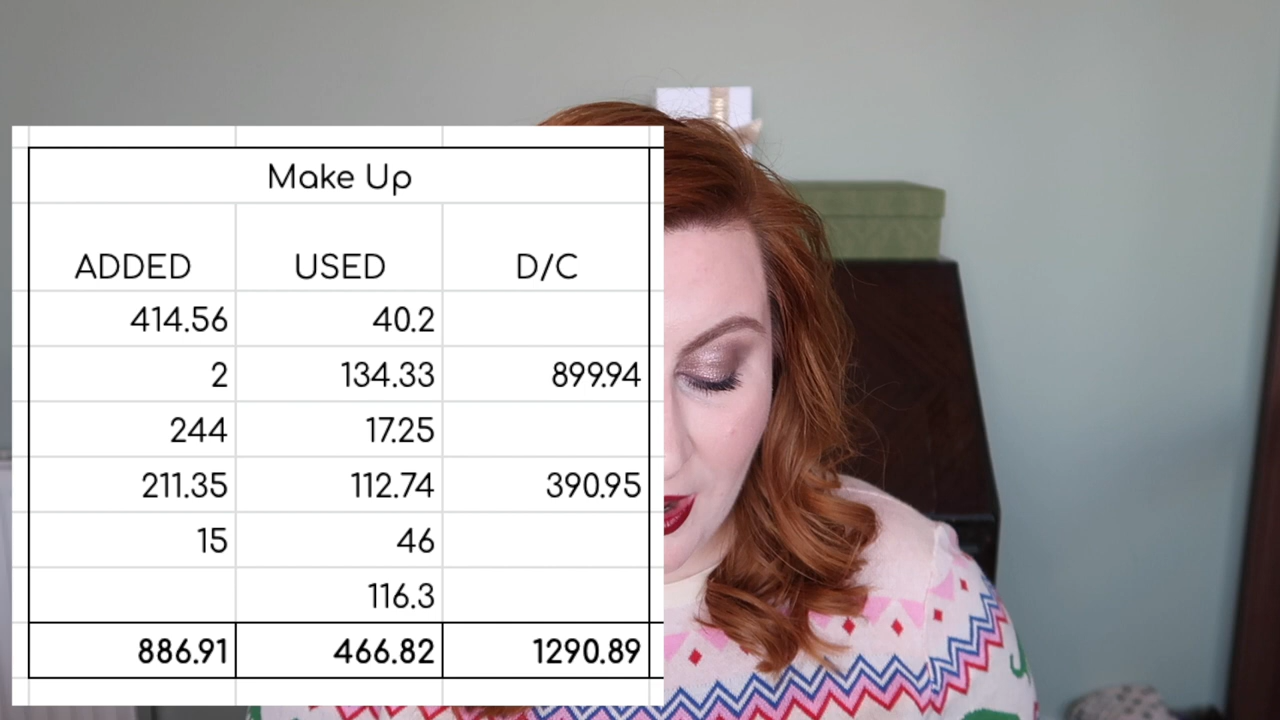 Make Up
ADDED USED D/C
414.56 40.2
2 134.33 899.94
244 17.25
211.35 112.74 390.95
15 46
116.3
886.91 466.82 1290.89